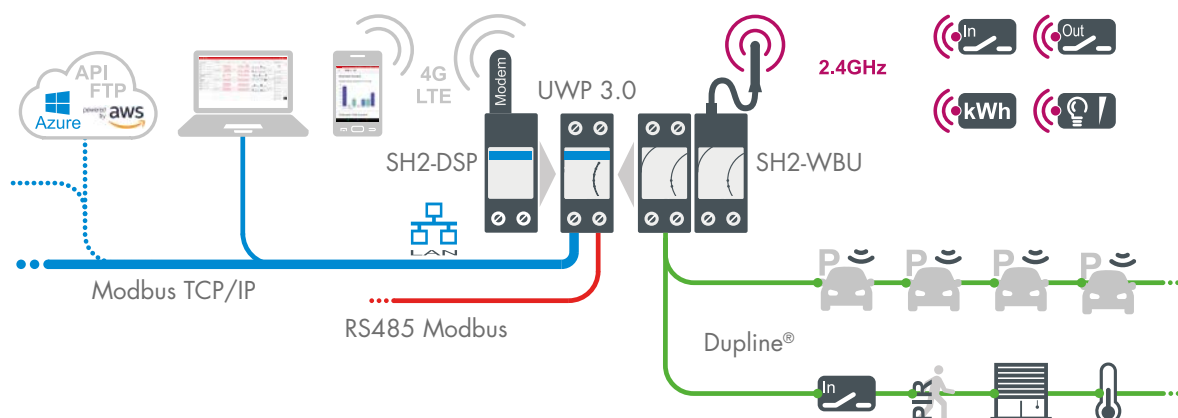 API
FTP
Azure
powered by aws
4G
LTE
Modem
UWP 3.0
SH2-DSP
SH2-WBU
2.4GHz
In
Out
kWh
LAN
Modbus TCP/IP
RS485 Modbus
Dupline®
P
P
P
P
In
PIR